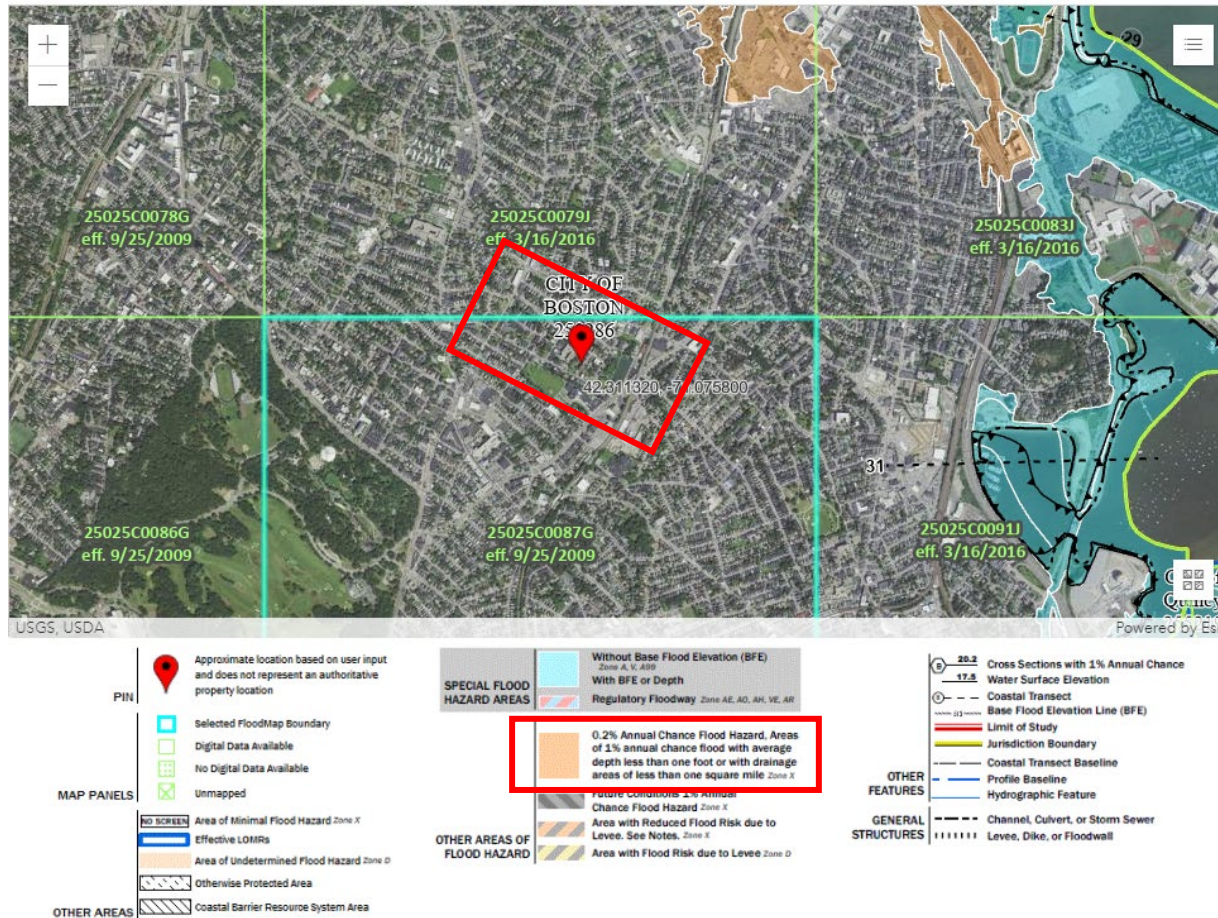 29
25025C0078G
eff. 9/25/2009
25025C0079J
eff. 3/16/2016
25025C0083J
eff. 3/16/2016
CITY OF
BOSTON
86
42.311320, -71.075800
31
25025C0086G
eff. 9/25/2009
25025C0087G
eff. 9/25/2009
25025C0091J
eff. 3/16/2016
Quincy
USGS, USDA
Powered by Es
PIN
Approximate location based on user input
and does not represent an authoritative
property location
MAP PANELS
Selected FloodMap Boundary
Digital Data Available
No Digital Data Available
Unmapped
OTHER AREAS
NO SCREEN Area of Minimal Flood Hazard Zone X
Effective LOMRs
Area of Undetermined Flood Hazard Zone D
Otherwise Protected Area
Coastal Barrier Resource System Area
SPECIAL FLOOD
HAZARD AREAS
Without Base Flood Elevation (BFE)
Zone A, V, A99
With BFE or Depth
Regulatory Floodway Zone AE, AO, AH, VE, AR
0.2% Annual Chance Flood Hazard, Areas
of 1% annual chance flood with average
depth less than one foot or with drainage
areas of less than one square mile Zone X
Future Conditions 1% Annual
Chance Flood Hazard Zone X
Area with Reduced Flood Risk due to
Levee. See Notes. Zone X
Area with Flood Risk due to Levee Zone D
OTHER AREAS OF
FLOOD HAZARD
20.2 Cross Sections with 1% Annual Chance
17.5 Water Surface Elevation
Coastal Transect
Base Flood Elevation Line (BFE)
Limit of Study
Jurisdiction Boundary
Coastal Transect Baseline
Profile Baseline
Hydrographic Feature
OTHER
FEATURES
GENERAL
STRUCTURES
Channel, Culvert, or Storm Sewer
Levee, Dike, or Floodwall